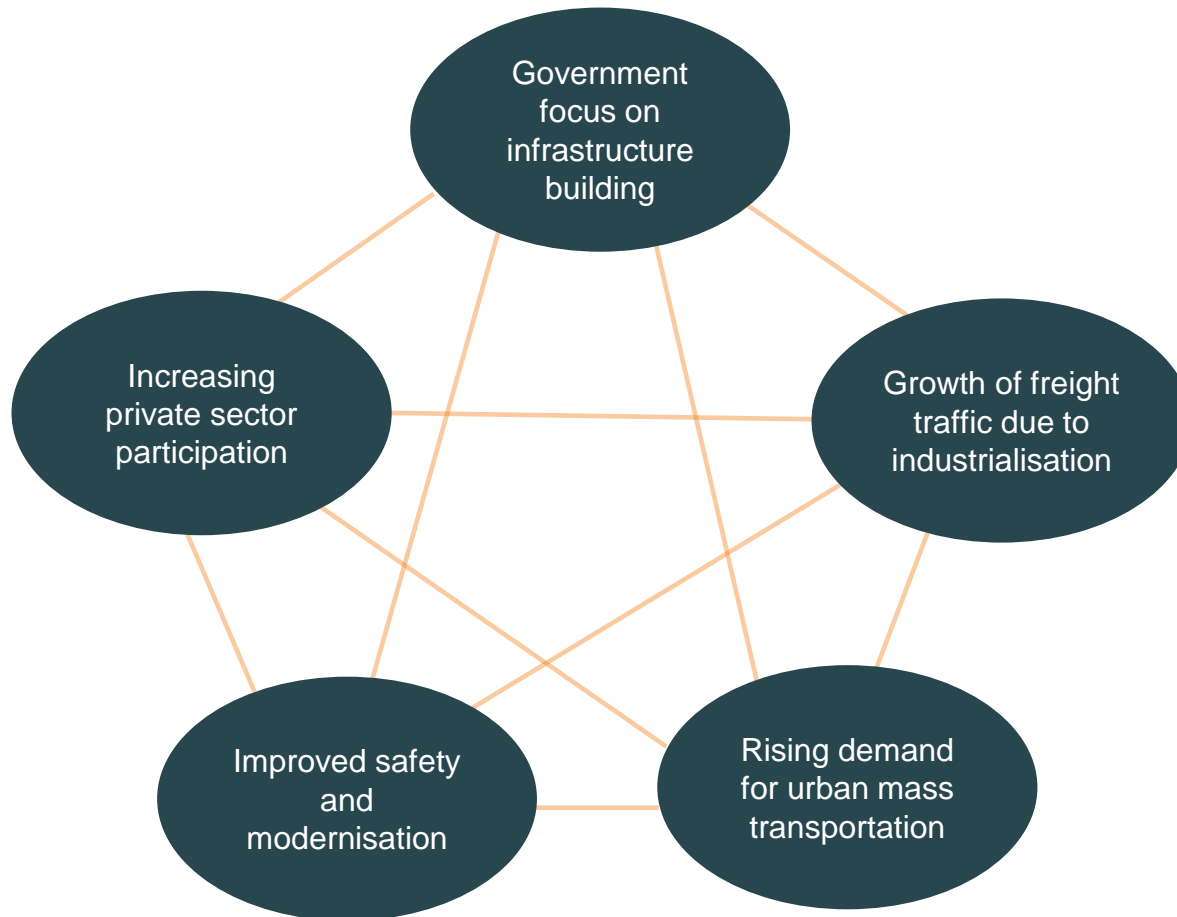 Government
focus on
infrastructure
building
Increasing
private sector
participation
Growth of freight
traffic due to
industrialisation
Improved safety
and
modernisation
Rising demand
for urban mass
transportation